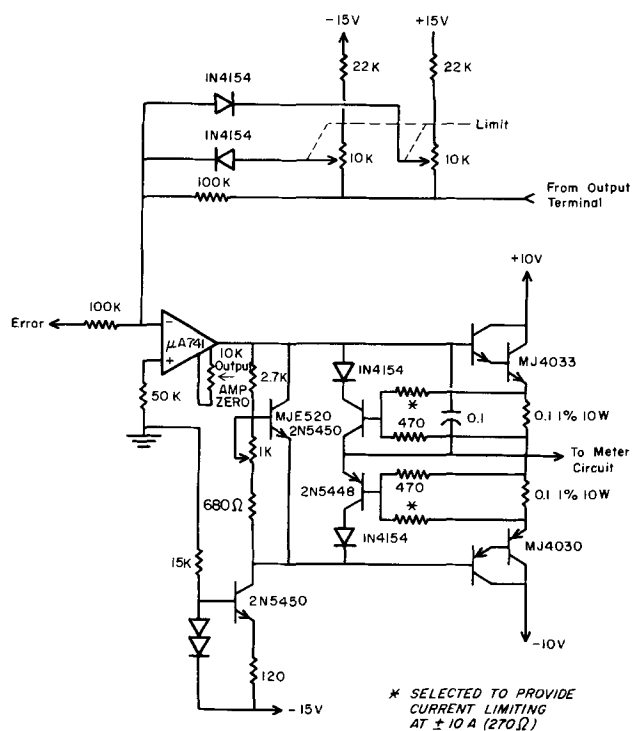 -15V
+15V
22K
22K
1N4154
1N4154
Limit
10K
10K
100K
From Output
Terminal
+10V
Error
100K
-
+
μA741
10K
Output
AMP
ZERO
2.7K
1N4154
MJ4033
50K
MJE520
2N5450
*
470
0.1
0.1 1% 10W
1K
To Meter
Circuit
2N5448
470
*
0.1 1% 10W
680Ω
1N4154
MJ4030
15K
2N5450
120
-15V
-10V
* SELECTED TO PROVIDE
CURRENT LIMITING
AT ± 10 A (270Ω)